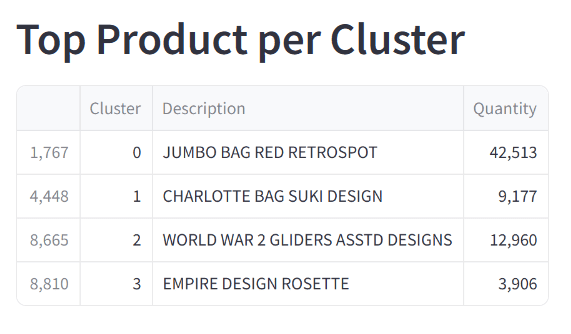 Top Product per Cluster
Cluster Description Quantity
1,767 0 JUMBO BAG RED RETROSPOT 42,513
4,448 1 CHARLOTTE BAG SUKI DESIGN 9,177
8,665 2 WORLD WAR 2 GLIDERS ASSTD DESIGNS 12,960
8,810 3 EMPIRE DESIGN ROSETTE 3,906